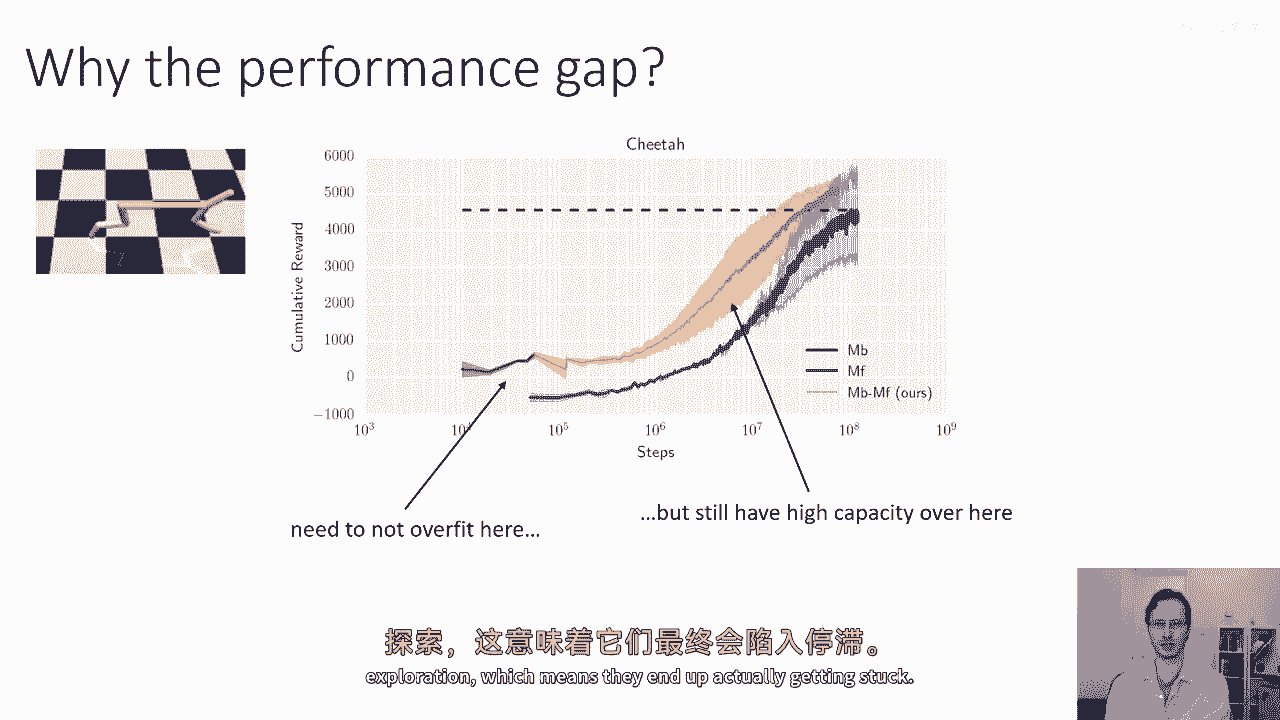 Why the performance gap?
Cheetah
6000
5000
4000
3000
2000
1000
0
−1000
Cumulative Reward
Mb
Mf
Mb-Mf (ours)
10^3
10^4
10^5
10^6
10^7
10^8
10^9
Steps
need to not overfit here…
…but still have high capacity over here
探索，这意味着它们最终会陷入停滞。
exploration, which means they end up actually getting stuck.